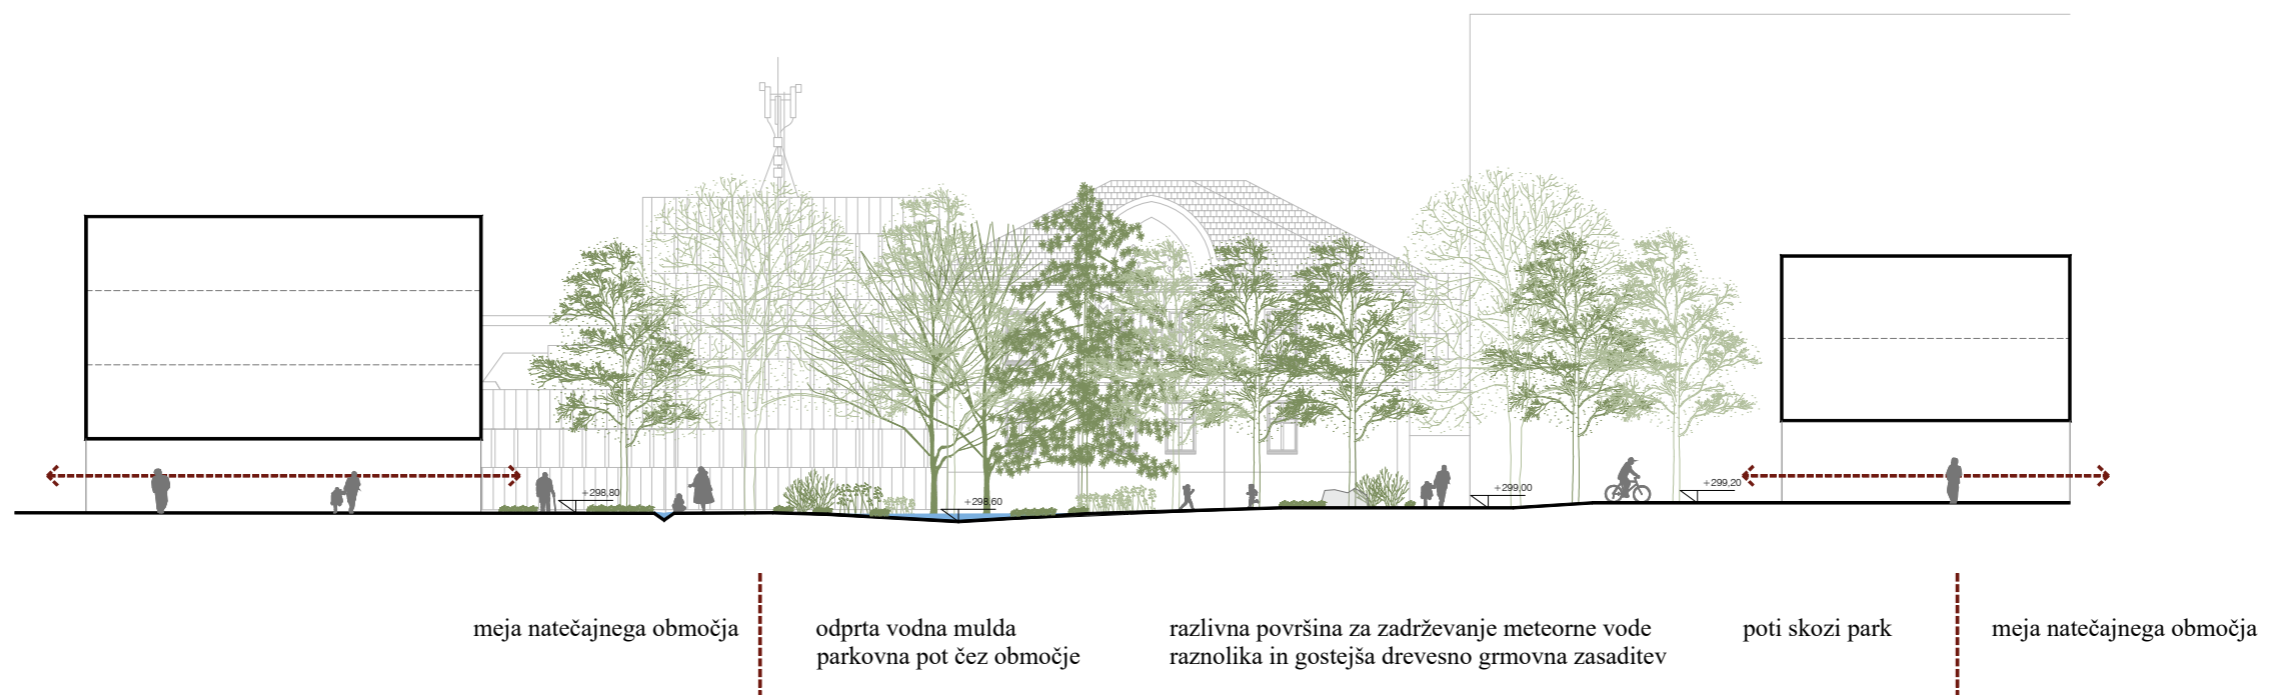 +298,80
+298,60
+299,00
+299,20
meja natečajnega območja
odprta vodna mulda
parkovna pot čez območje
razlivna površina za zadrževanje meteorne vode
raznolika in gostejša drevesno grmovna zasaditev
poti skozi park
meja natečajnega območja